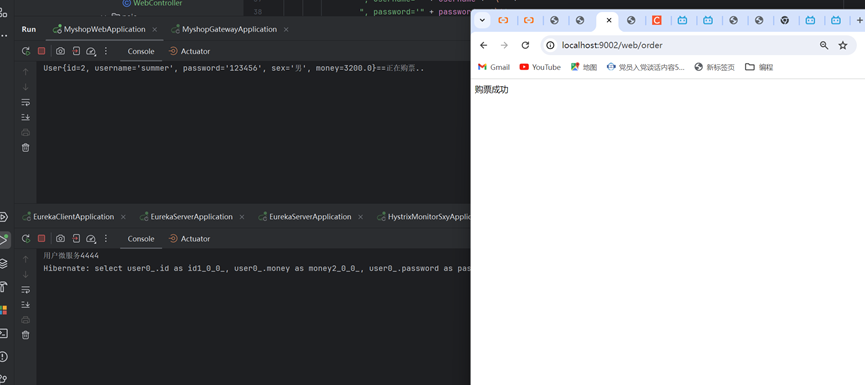 WebController
Run
MyshopWebApplication
MyshopGatewayApplication
Console
Actuator
User{id=2, username='summer', password='123456', sex='男', money=3200.0}==正在购票..
38
", password='" + password
EurekaClientApplication
EurekaServerApplication
EurekaServerApplication
HystrixMonitorSxyApplic
Console
Actuator
用户微服务4444
Hibernate: select user0_.id as id1_0_0_, user0_.money as money2_0_0_, user0_.password as pas
localhost:9002/web/order
Gmail
YouTube
地图
党员入党谈话内容5...
新标签页
编程
购票成功